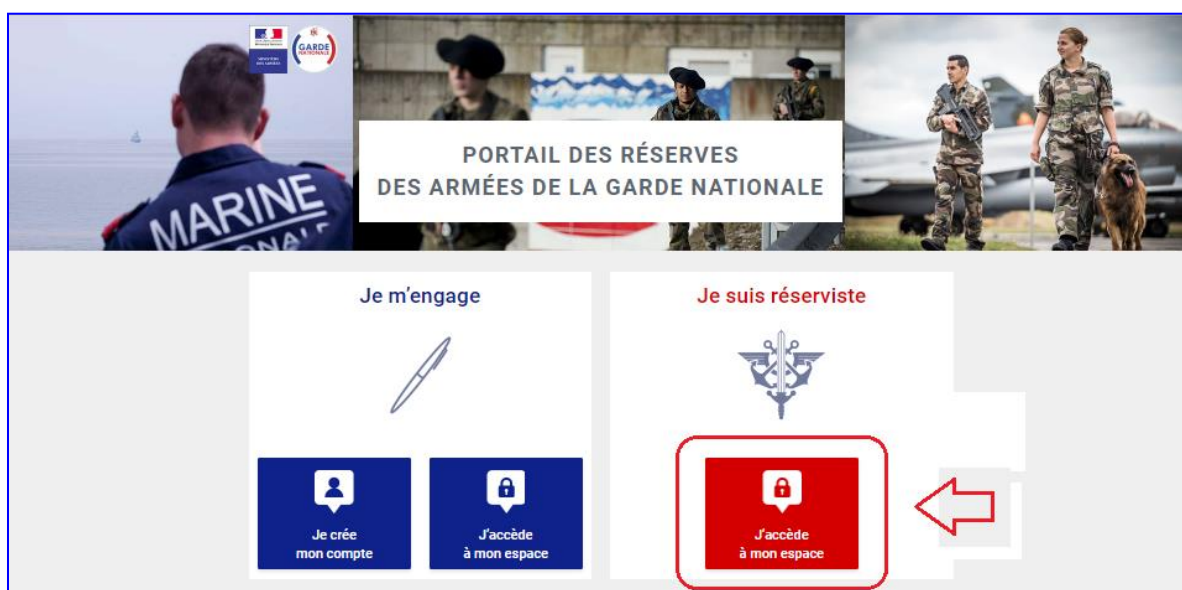 GARDE
NATIONALE
MARINE
NATIONALE
PORTAIL DES RÉSERVES
DES ARMÉES DE LA GARDE NATIONALE
Je m'engage
Je suis réserviste
Je crée
mon compte
J'accède
à mon espace
J'accède
à mon espace